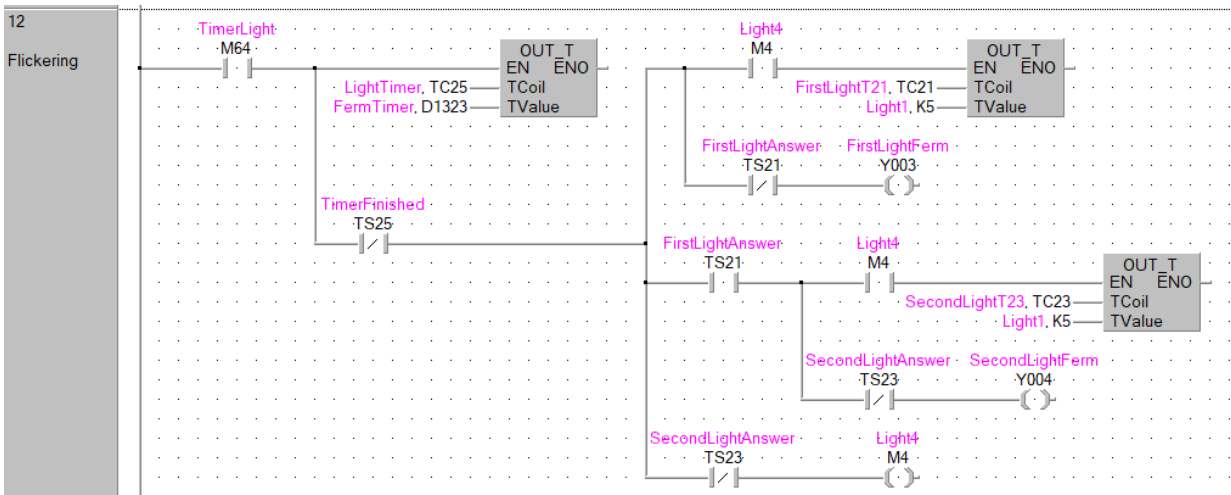 12
Flickering
TimerLight
M64
OUT_T
EN ENO
LightTimer, TC25 TCoil
FermTimer, D1323 TValue
Light4
M4
OUT_T
EN ENO
FirstLightT21, TC21 TCoil
Light1, K5 TValue
FirstLightAnswer FirstLightFerm
TS21 Y003
TimerFinished
TS25
FirstLightAnswer Light4
TS21 M4
OUT_T
EN ENO
SecondLightT23, TC23 TCoil
Light1, K5 TValue
SecondLightAnswer SecondLightFerm
TS23 Y004
SecondLightAnswer Light4
TS23 M4